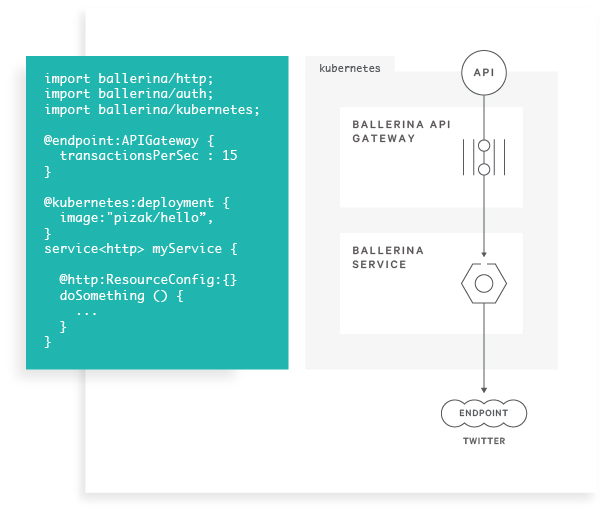 import ballerina/http;
import ballerina/auth;
import ballerina/kubernetes;
@endpoint:APIGateway {
transactionsPerSec : 15
}
@kubernetes:deployment {
image:"pizak/hello”,
}
service<http> myService {
@http:ResourceConfig:{}
doSomething () {
...
}
}
kubernetes
API
BALLERINA API
GATEWAY
BALLERINA
SERVICE
ENDPOINT
TWITTER